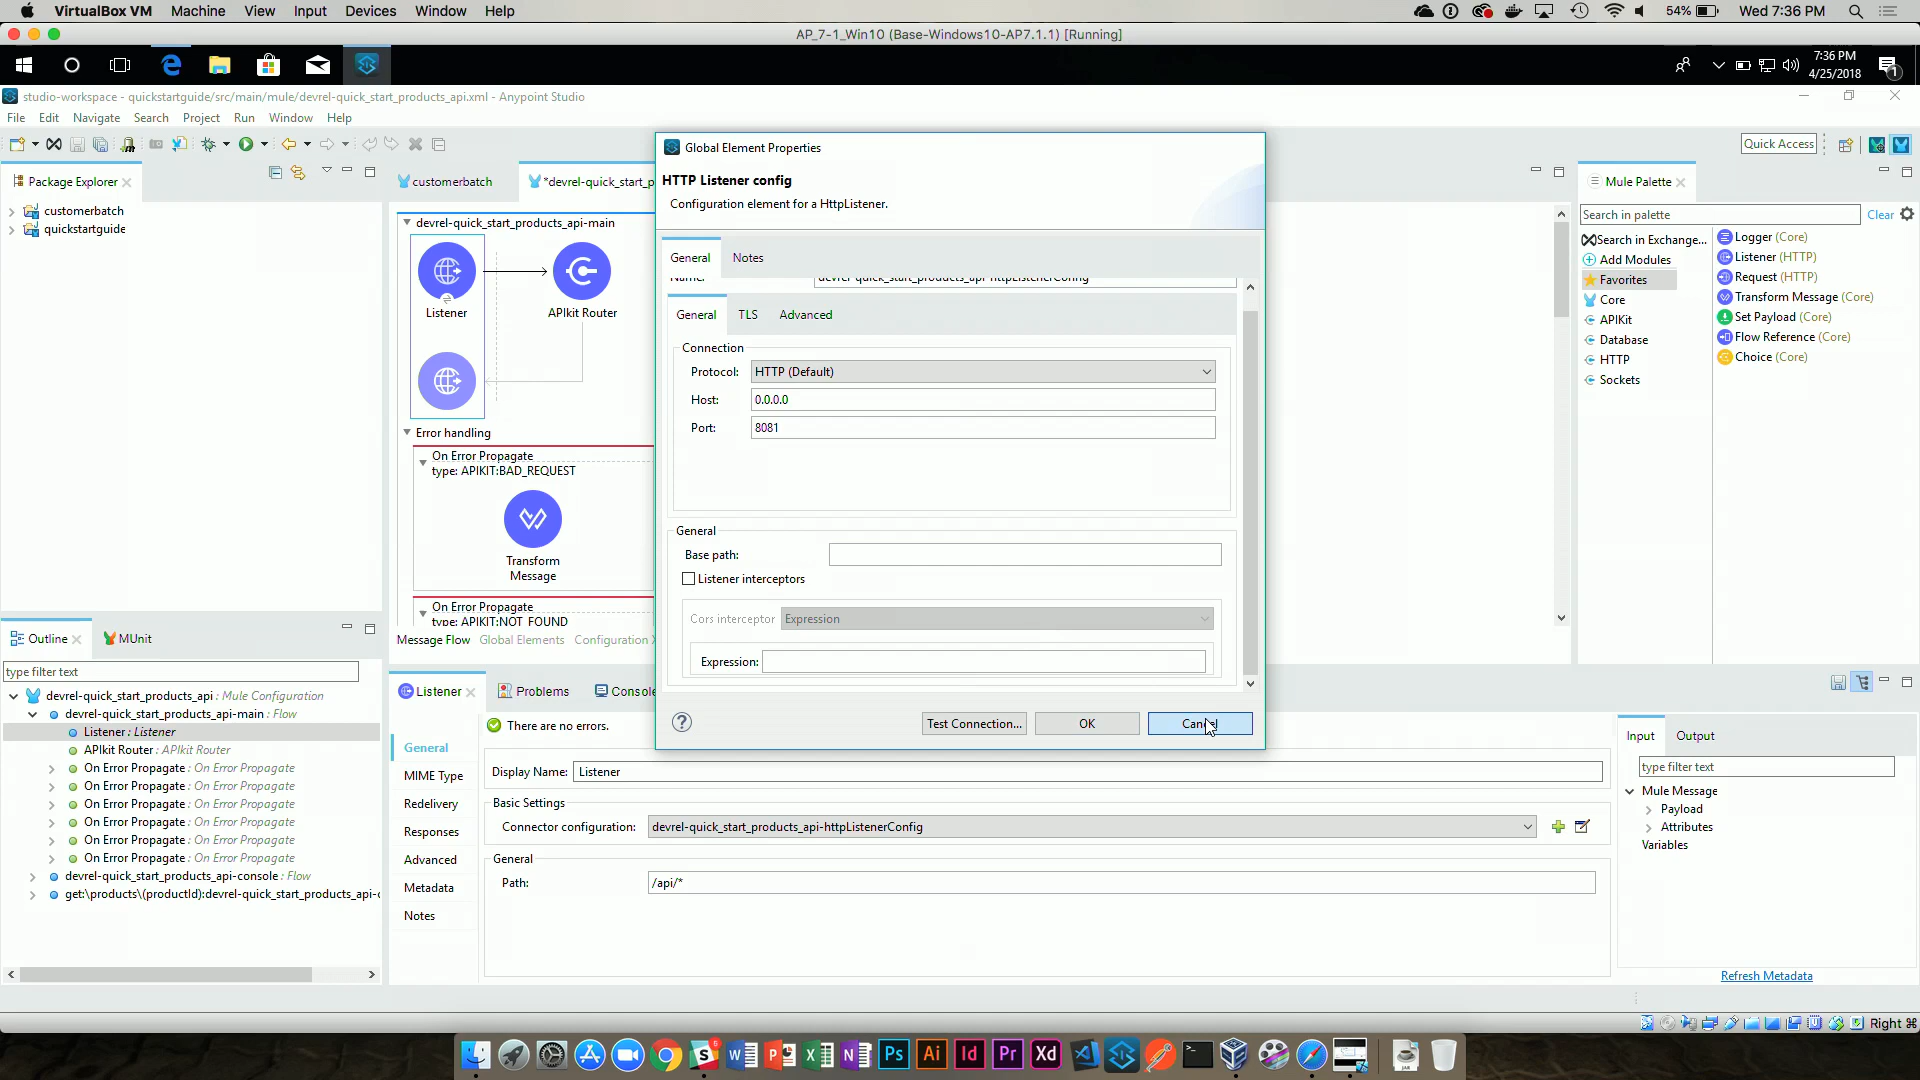 VirtualBox VM Machine View Input Devices Window Help
54% Wed 7:36 PM
AP_7-1_Win10 (Base-Windows10-AP7.1.1) [Running]
7:36 PM
4/25/2018
1
studio-workspace - quickstartguide/src/main/mule/devrel-quick_start_products_api.xml - Anypoint Studio
File Edit Navigate Search Project Run Window Help
Quick Access
Package Explorer
customerbatch
quickstartguide
customerbatch
*devrel-quick_start_p
devrel-quick_start_products_api-main
Listener
APIkit Router
Error handling
On Error Propagate
type: APIKIT:BAD_REQUEST
Transform
Message
On Error Propagate
type: APIKIT:NOT_FOUND
Message Flow Global Elements Configuration
Global Element Properties
HTTP Listener config
Configuration element for a HttpListener.
General Notes
Name: devrel-quick_start_products_api-httpListenerConfig
General TLS Advanced
Connection
Protocol: HTTP (Default)
Host: 0.0.0.0
Port: 8081
General
Base path:
Listener interceptors
Cors interceptor Expression
Expression:
?
Test Connection... OK Cancel
Mule Palette
Search in palette
Clear
Search in Exchange...
Add Modules
Favorites
Core
APIKit
Database
HTTP
Sockets
Logger (Core)
Listener (HTTP)
Request (HTTP)
Transform Message (Core)
Set Payload (Core)
Flow Reference (Core)
Choice (Core)
Outline MUnit
type filter text
devrel-quick_start_products_api : Mule Configuration
devrel-quick_start_products_api-main : Flow
Listener : Listener
APIkit Router : APIkit Router
On Error Propagate : On Error Propagate
On Error Propagate : On Error Propagate
On Error Propagate : On Error Propagate
On Error Propagate : On Error Propagate
On Error Propagate : On Error Propagate
On Error Propagate : On Error Propagate
devrel-quick_start_products_api-console : Flow
get:\products\(productId):devrel-quick_start_products_api-c
Listener Problems Console
There are no errors.
General
MIME Type
Redelivery
Responses
Advanced
Metadata
Notes
Display Name: Listener
Basic Settings
Connector configuration: devrel-quick_start_products_api-httpListenerConfig
General
Path: /api/*
Input Output
type filter text
Mule Message
Payload
Attributes
Variables
Refresh Metadata
Right ⌘
6
W P X N Ps Ai Id Pr Xd
JAR